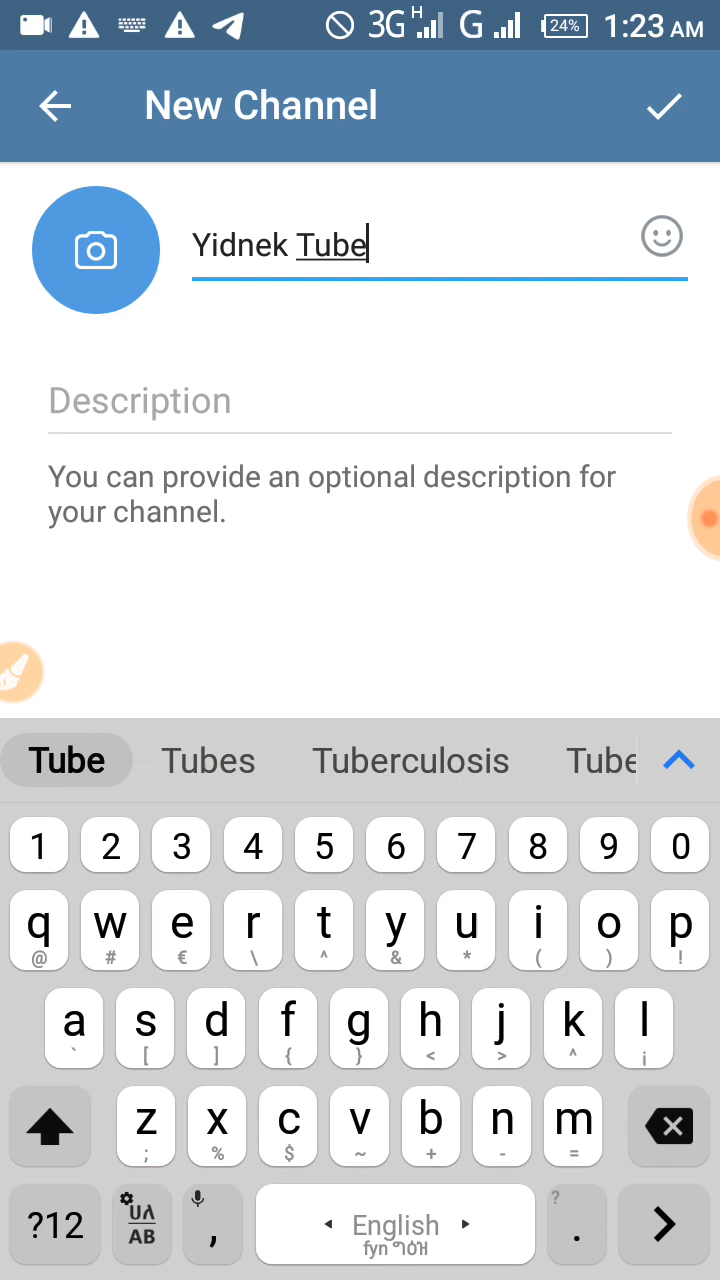 3G H G 24% 1:23 AM
New Channel
Yidnek Tube
Description
You can provide an optional description for
your channel.
Tube Tubes Tuberculosis Tube
1 2 3 4 5 6 7 8 9 0
q w e r t y u i o p
@ # € \ ^ & * ( ) !
a s d f g h j k l
` [ ] { } < > ^ ¡
z x c v b n m
; % $ ~ + - =
?12 AB , English . ?